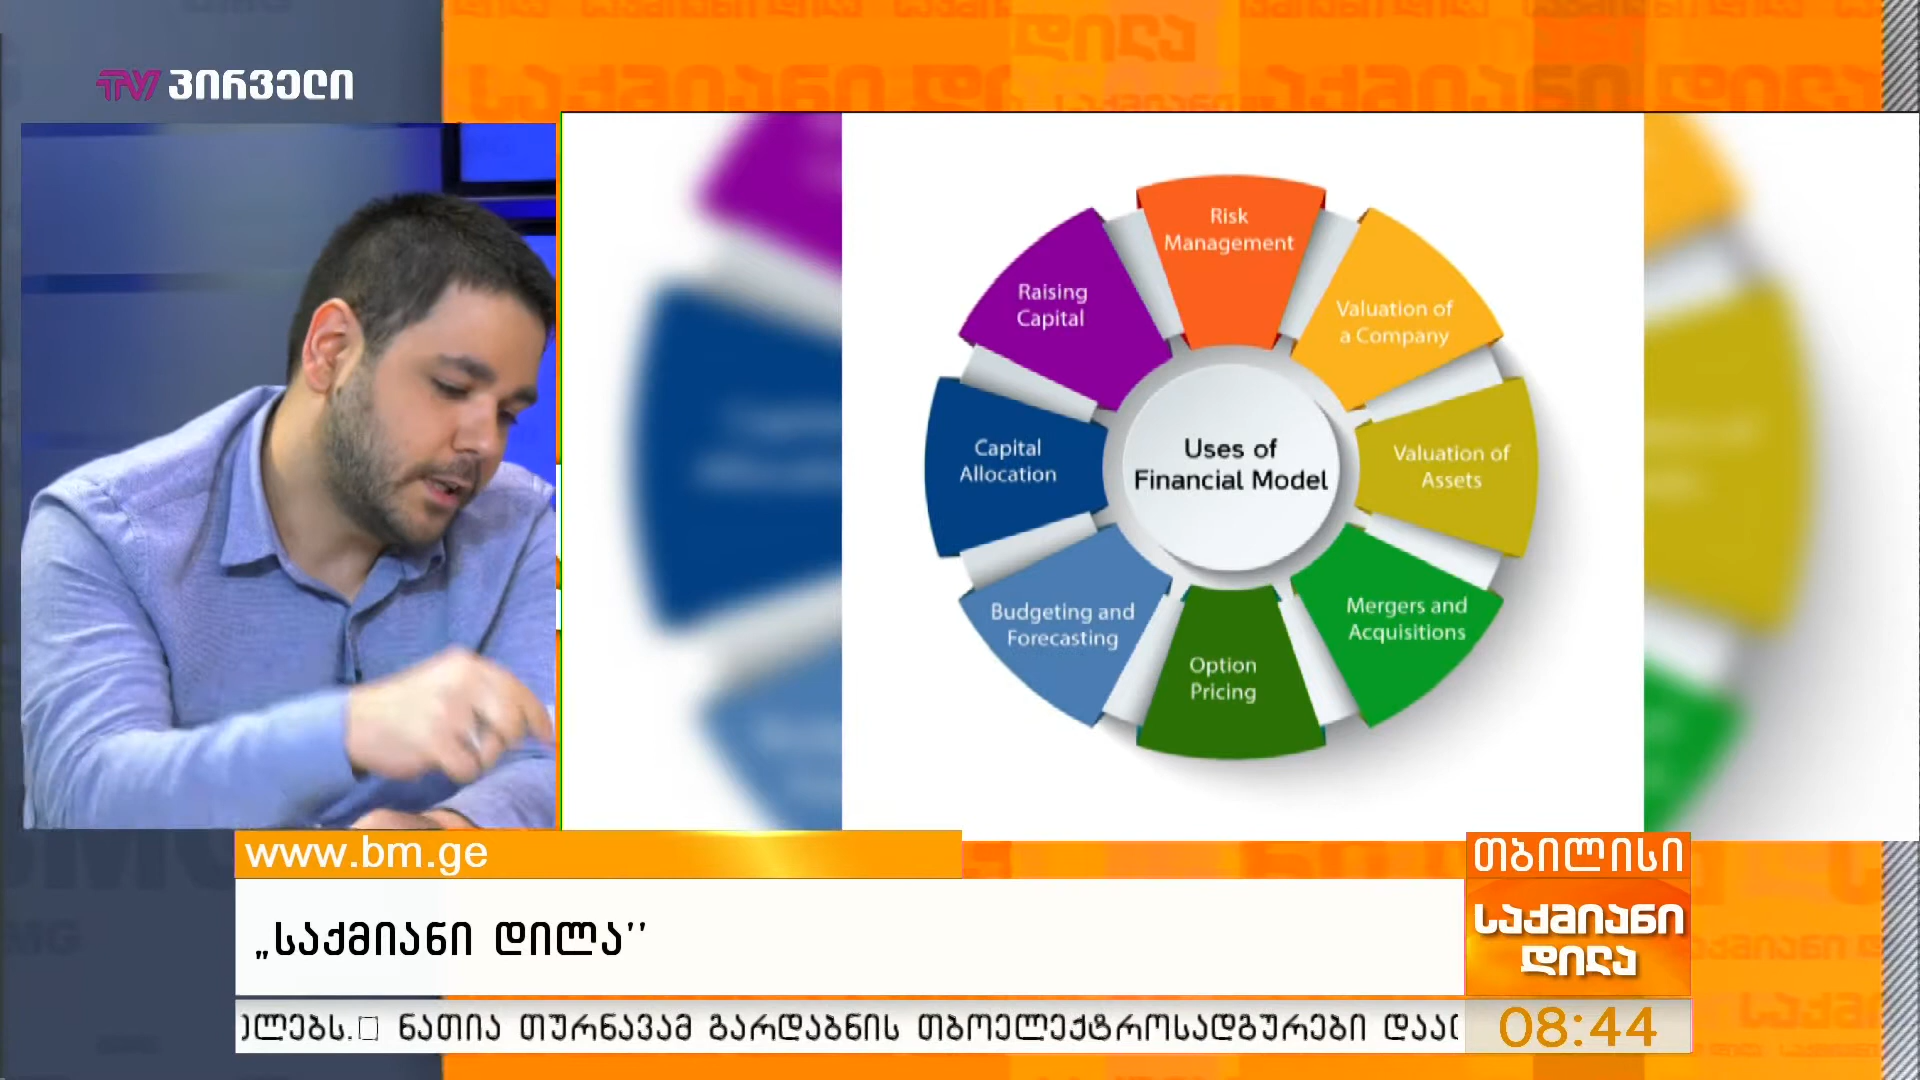 TV პირველი
Risk
Management
Valuation of
a Company
Valuation of
Assets
Mergers and
Acquisitions
Option
Pricing
Budgeting and
Forecasting
Capital
Allocation
Raising
Capital
Uses of
Financial Model
www.bm.ge
თბილისი
„საქმიანი დილა’’
საქმიანი
დილა
ნათია თურნავამ გარდაბნის თბოელექტროსადგურები
08:44